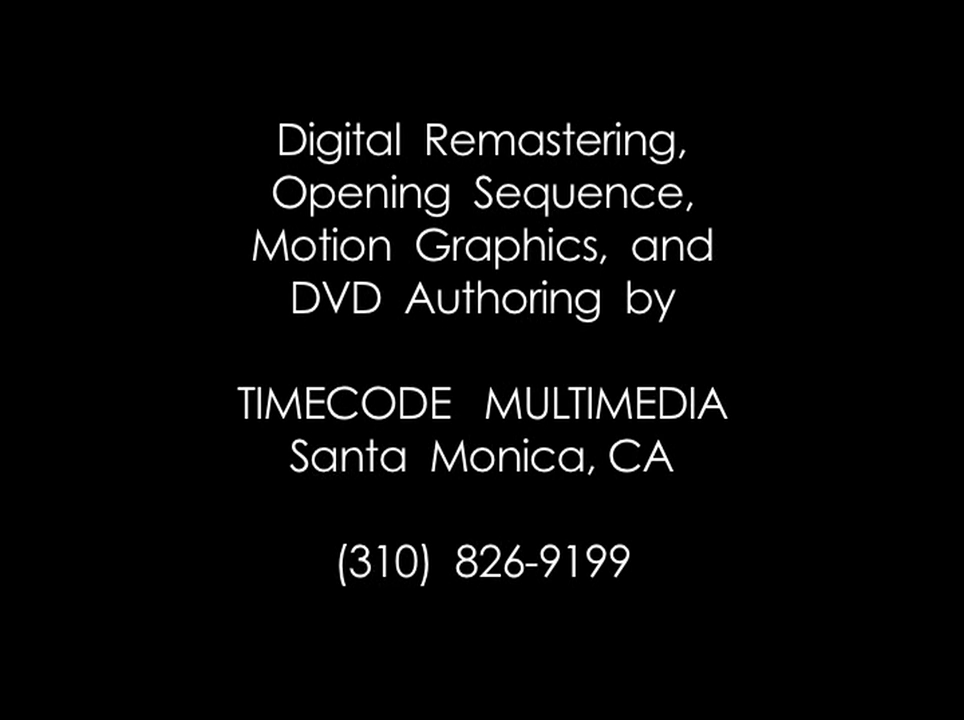 Digital Remastering,
Opening Sequence,
Motion Graphics, and
DVD Authoring by
TIMECODE MULTIMEDIA
Santa Monica, CA
(310) 826-9199